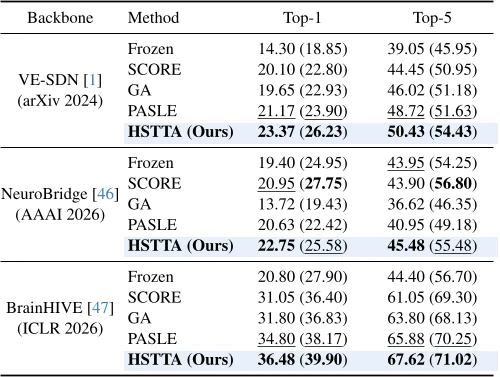 Backbone Method Top-1 Top-5
VE-SDN [1]
(arXiv 2024)
Frozen 14.30 (18.85) 39.05 (45.95)
SCORE 20.10 (22.80) 44.45 (50.95)
GA 19.65 (22.93) 46.02 (51.18)
PASLE 21.17 (23.90) 48.72 (51.63)
HSTTA (Ours) 23.37 (26.23) 50.43 (54.43)
NeuroBridge [46]
(AAAI 2026)
Frozen 19.40 (24.95) 43.95 (54.25)
SCORE 20.95 (27.75) 43.90 (56.80)
GA 13.72 (19.43) 36.62 (46.35)
PASLE 20.63 (22.42) 40.95 (49.18)
HSTTA (Ours) 22.75 (25.58) 45.48 (55.48)
BrainHIVE [47]
(ICLR 2026)
Frozen 20.80 (27.90) 44.40 (56.70)
SCORE 31.05 (36.40) 61.05 (69.30)
GA 31.80 (36.83) 63.80 (68.13)
PASLE 34.80 (38.17) 65.88 (70.25)
HSTTA (Ours) 36.48 (39.90) 67.62 (71.02)